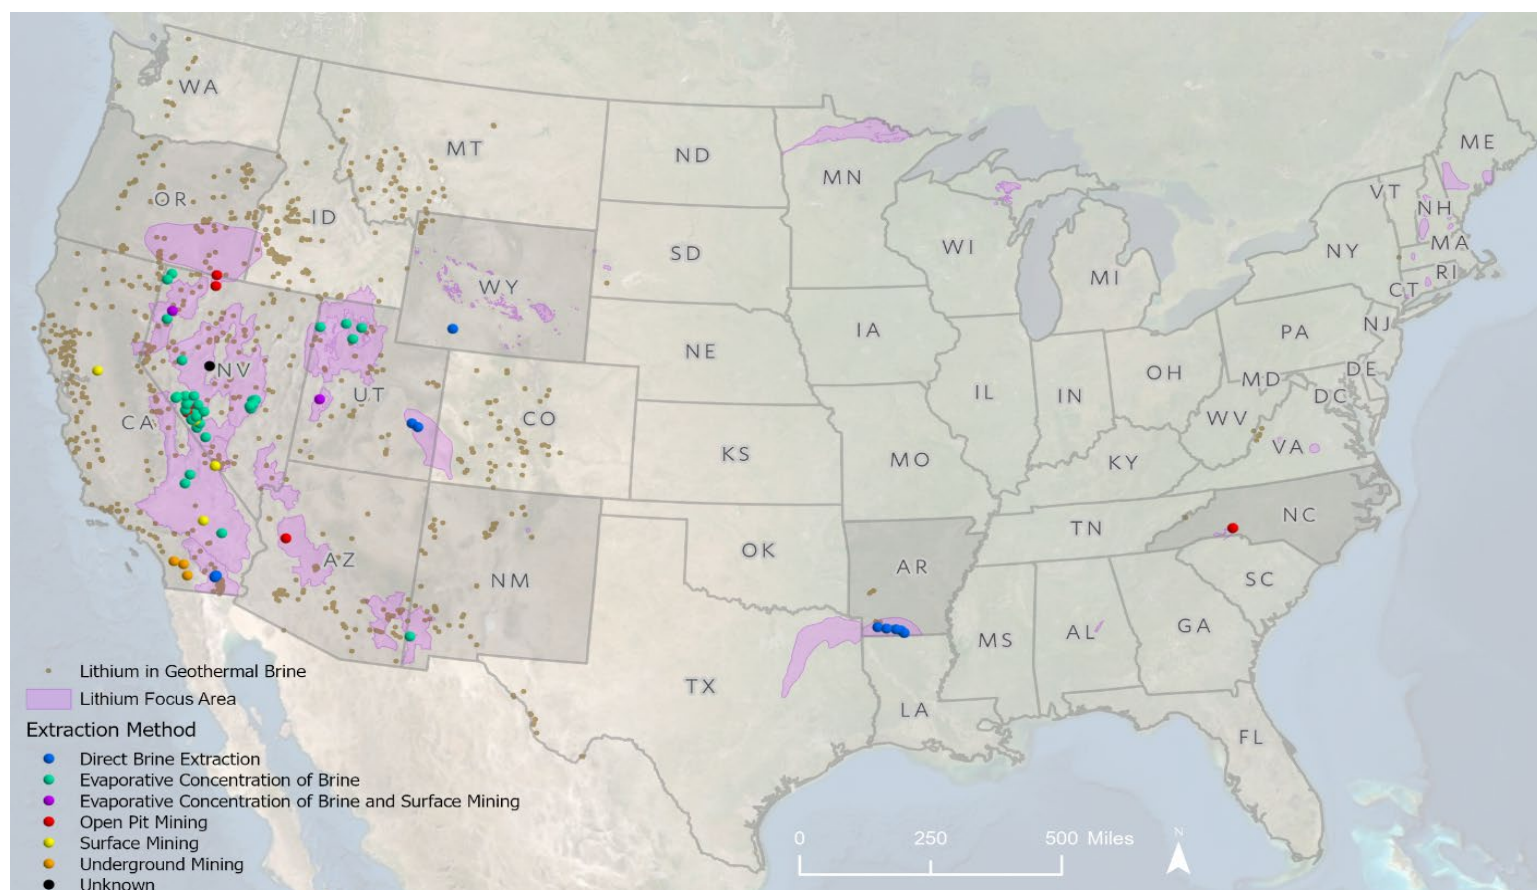 WA
MT
ND
MN
ME
OR
ID
SD
WI
MI
VT
NH
NY
MA
RI
CT
WY
IA
PA
NJ
NE
NV
UT
CO
IL
IN
OH
MD
DE
DC
WV
VA
CA
KS
MO
KY
AZ
NM
OK
AR
TN
NC
SC
MS
AL
GA
TX
LA
FL
Lithium in Geothermal Brine
Lithium Focus Area
Extraction Method
Direct Brine Extraction
Evaporative Concentration of Brine
Evaporative Concentration of Brine and Surface Mining
Open Pit Mining
Surface Mining
Underground Mining
Unknown
0 250 500 Miles
N